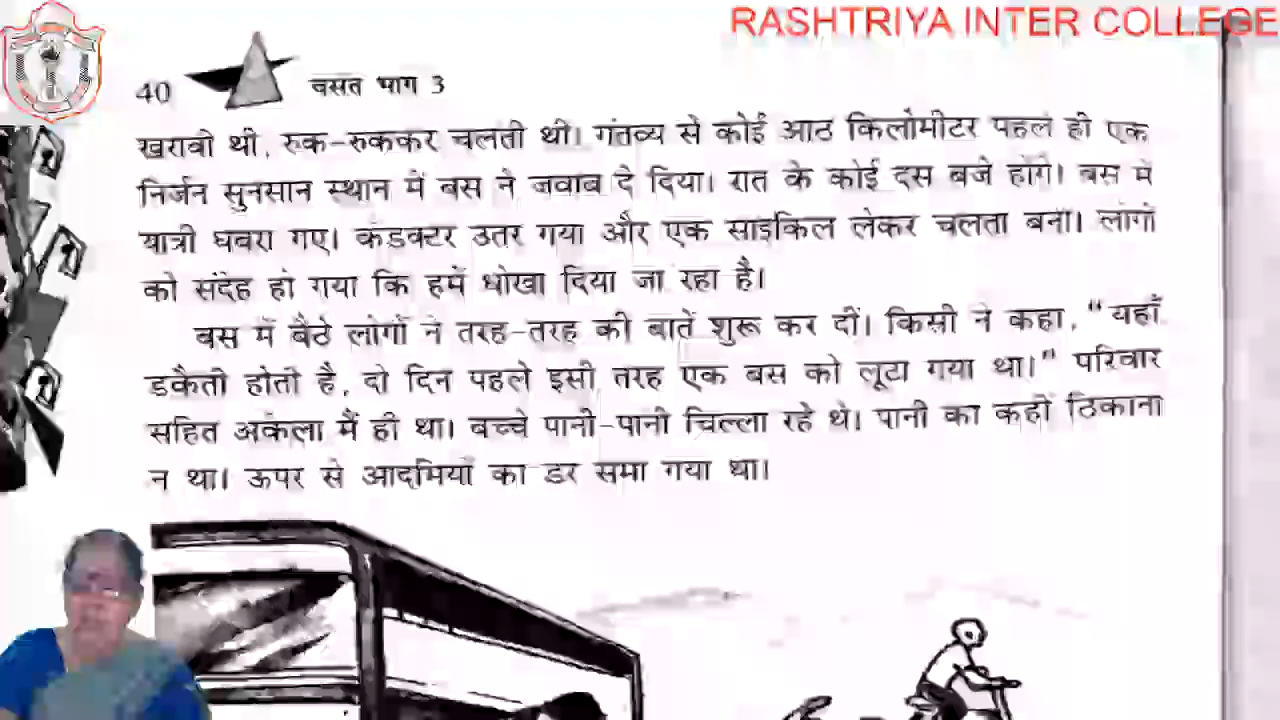 RASHTRIYA INTER COLLEGE
40 वसंत भाग 3
खराबी थी, रुक-रुककर चलती थी। गंतव्य से कोई आठ किलोमीटर पहले ही एक
निर्जन सुनसान स्थान में बस ने जवाब दे दिया। रात के कोई दस बजे होंगे। बस में
यात्री घबरा गए। कंडक्टर उतर गया और एक साइकिल लेकर चलता बना। लोगों
को संदेह हो गया कि हमें धोखा दिया जा रहा है।
बस में बैठे लोगों ने तरह-तरह की बातें शुरू कर दीं। किसी ने कहा, "यहाँ
डकैती होती है, दो दिन पहले इसी तरह एक बस को लूटा गया था।" परिवार
सहित अकेला मैं ही था। बच्चे पानी-पानी चिल्ला रहे थे। पानी का कहीं ठिकाना
न था। ऊपर से आदमियों का डर समा गया था।